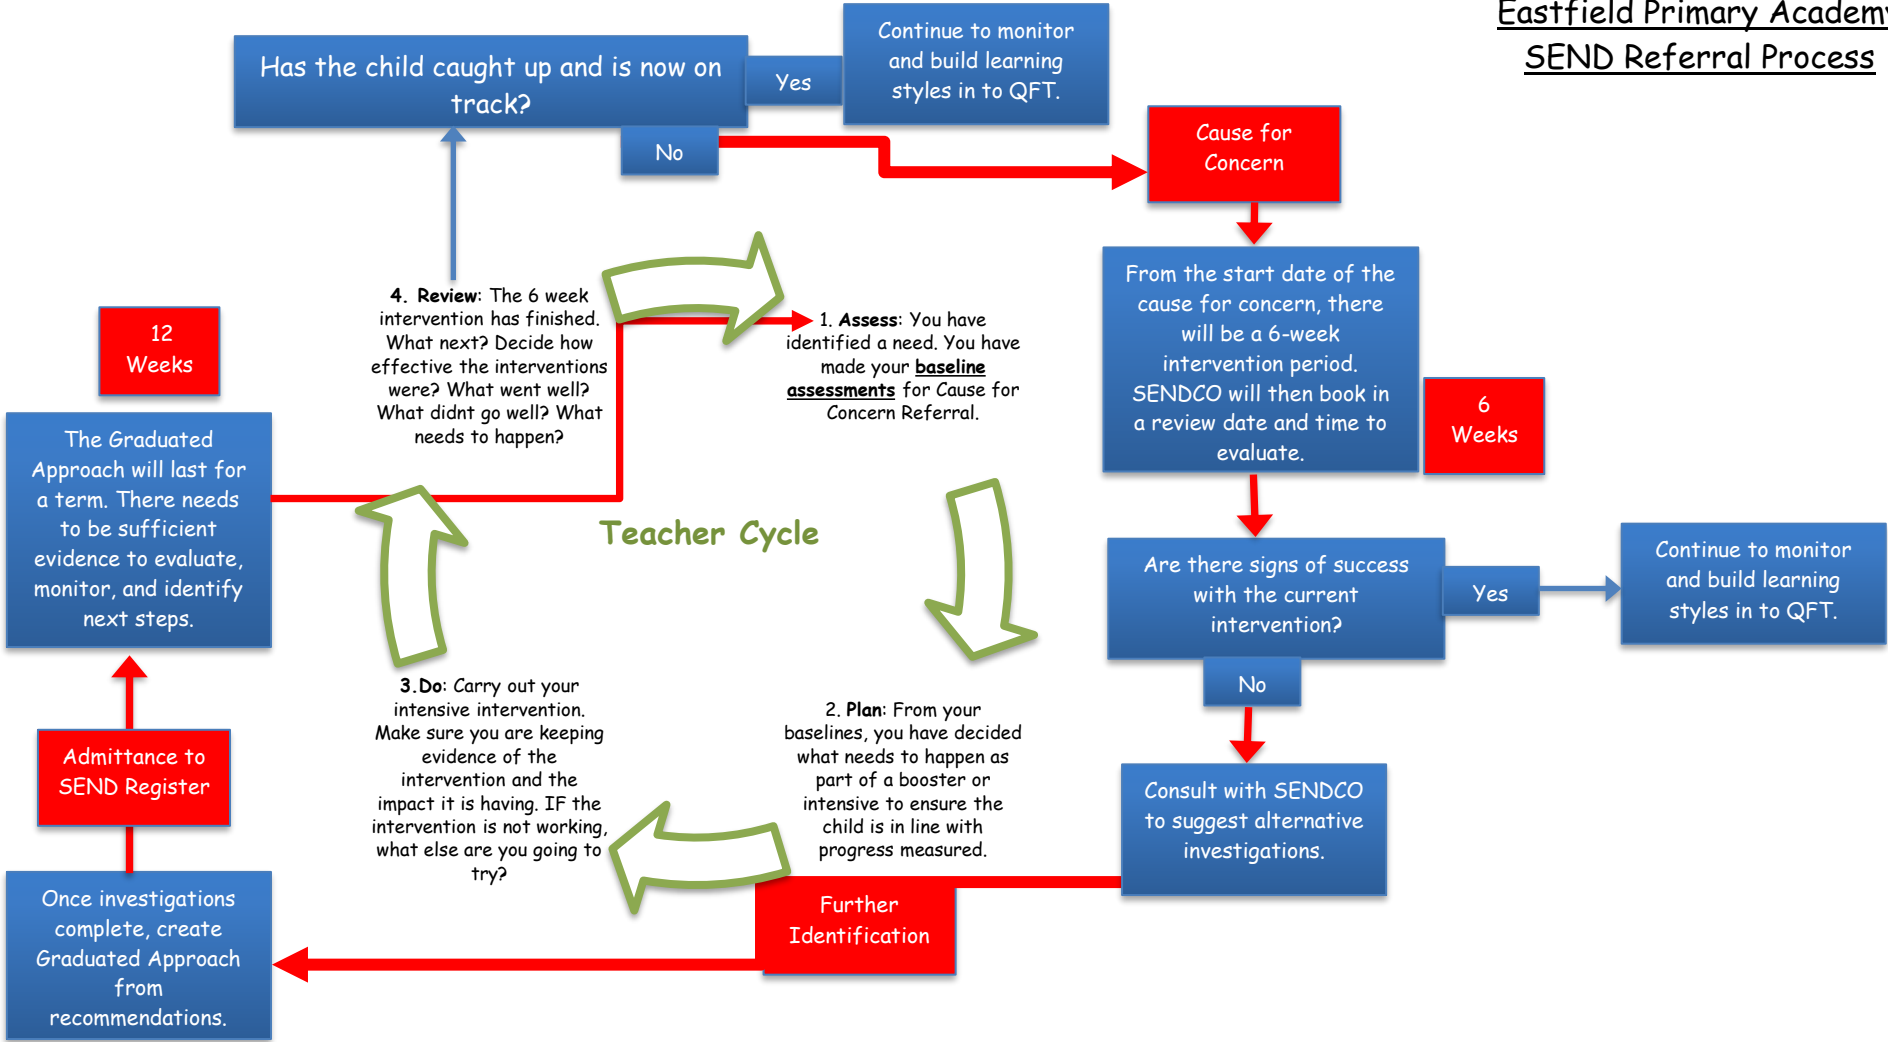 Eastfield Primary Academy
SEND Referral Process
Has the child caught up and is now on
track?
Yes
Continue to monitor
and build learning
styles in to QFT.
No
Cause for
Concern
From the start date of the
cause for concern, there
will be a 6-week
intervention period.
SENDCO will then book in
a review date and time to
evaluate.
6
Weeks
Are there signs of success
with the current
intervention?
Yes
Continue to monitor
and build learning
styles in to QFT.
No
Consult with SENDCO
to suggest alternative
investigations.
Further
Identification
Once investigations
complete, create
Graduated Approach
from
recommendations.
Admittance to
SEND Register
The Graduated
Approach will last for
a term. There needs
to be sufficient
evidence to evaluate,
monitor, and identify
next steps.
12
Weeks
Teacher Cycle
1. Assess: You have
identified a need. You have
made your baseline
assessments for Cause for
Concern Referral.
2. Plan: From your
baselines, you have decided
what needs to happen as
part of a booster or
intensive to ensure the
child is in line with
progress measured.
3.Do: Carry out your
intensive intervention.
Make sure you are keeping
evidence of the
intervention and the
impact it is having. IF the
intervention is not working,
what else are you going to
try?
4. Review: The 6 week
intervention has finished.
What next? Decide how
effective the interventions
were? What went well?
What didnt go well? What
needs to happen?